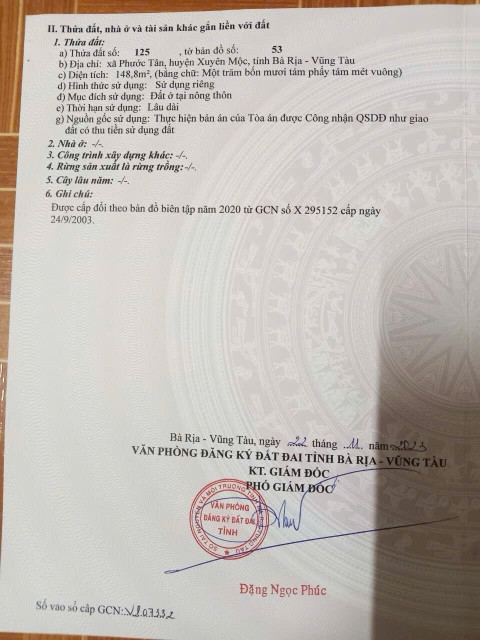 II. Thửa đất, nhà ở và tài sản khác gắn liền với đất
1. Thửa đất:
a) Thửa đất số: 125 , tờ bản đồ số: 53
b) Địa chỉ: xã Phước Tân, huyện Xuyên Mộc, tỉnh Bà Rịa - Vũng Tàu
c) Diện tích: 148,8m², (bằng chữ: Một trăm bốn mươi tám phẩy tám mét vuông)
d) Hình thức sử dụng: Sử dụng riêng
đ) Mục đích sử dụng: Đất ở tại nông thôn
e) Thời hạn sử dụng: Lâu dài
g) Nguồn gốc sử dụng: Thực hiện bản án của Tòa án được Công nhận QSDĐ như giao
đất có thu tiền sử dụng đất
2. Nhà ở: -/-.
3. Công trình xây dựng khác: -/-.
4. Rừng sản xuất là rừng trồng: -/-.
5. Cây lâu năm: -/-.
6. Ghi chú:
Được cấp đổi theo bản đồ biên tập năm 2020 từ GCN số X 295152 cấp ngày
24/9/2003.
Bà Rịa - Vũng Tàu, ngày 22 tháng 11 năm 2023
VĂN PHÒNG ĐĂNG KÝ ĐẤT ĐAI TỈNH BÀ RỊA - VŨNG TÀU
KT. GIÁM ĐỐC
PHÓ GIÁM ĐỐC
VĂN PHÒNG
ĐĂNG KÝ ĐẤT ĐAI
TỈNH
Đặng Ngọc Phúc
Số vào sổ cấp GCN: